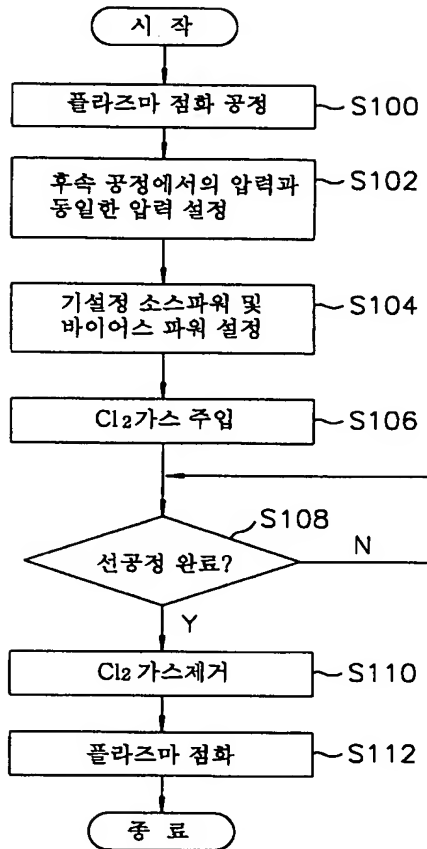 시 작
플라즈마 점화 공정
S100
후속 공정에서의 압력과
동일한 압력 설정
S102
기설정 소스파워 및
바이어스 파워 설정
S104
Cl₂가스 주입
S106
S108
선공정 완료?
N
Y
Cl₂ 가스제거
S110
플라즈마 점화
S112
종 료